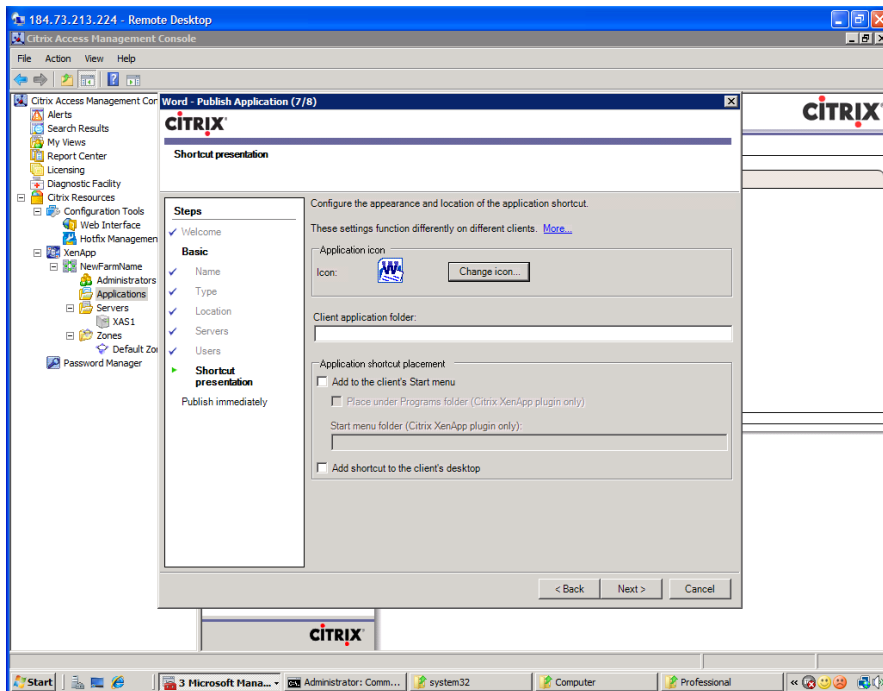 184.73.213.224 - Remote Desktop
Citrix Access Management Console
File Action View Help
Citrix Access Management Con
Alerts
Search Results
My Views
Report Center
Licensing
Diagnostic Facility
Citrix Resources
Configuration Tools
Web Interface
Hotfix Managemen
XenApp
NewFarmName
Administrators
Applications
Servers
XAS1
Zones
Default Zo
Password Manager
Word - Publish Application (7/8)
CITRIX
Shortcut presentation
Steps
Welcome
Basic
Name
Type
Location
Servers
Users
Shortcut
presentation
Publish immediately
Configure the appearance and location of the application shortcut.
These settings function differently on different clients. More...
Application icon
Icon:
W
Change icon...
Client application folder:
Application shortcut placement
Add to the client's Start menu
Place under Programs folder (Citrix XenApp plugin only)
Start menu folder (Citrix XenApp plugin only):
Add shortcut to the client's desktop
< Back Next > Cancel
CITRIX
CITRIX
Start
3 Microsoft Mana...
Administrator: Comm...
system32
Computer
Professional